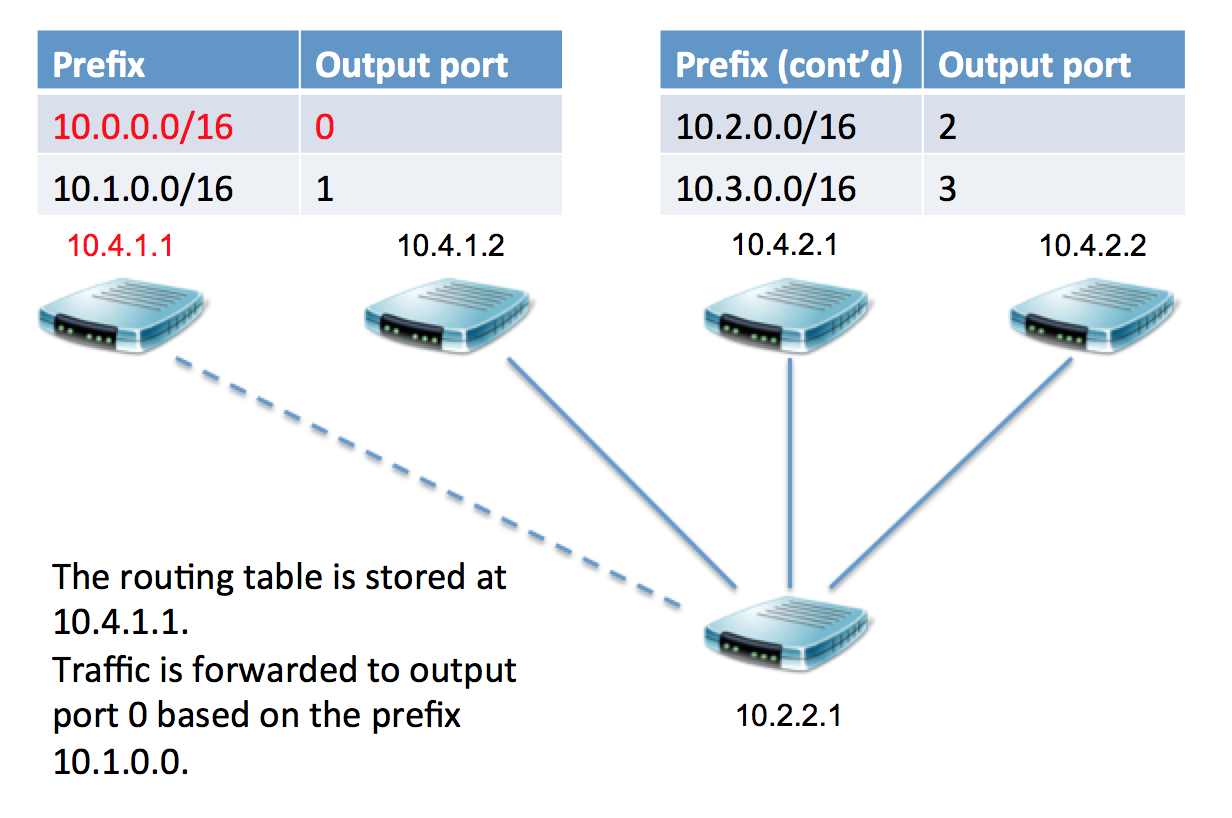 Prefix Output port
10.0.0.0/16 0
10.1.0.0/16 1
Prefix (cont’d) Output port
10.2.0.0/16 2
10.3.0.0/16 3
10.4.1.1 10.4.1.2 10.4.2.1 10.4.2.2
The routing table is stored at
10.4.1.1.
Traffic is forwarded to output
port 0 based on the prefix
10.1.0.0.
10.2.2.1